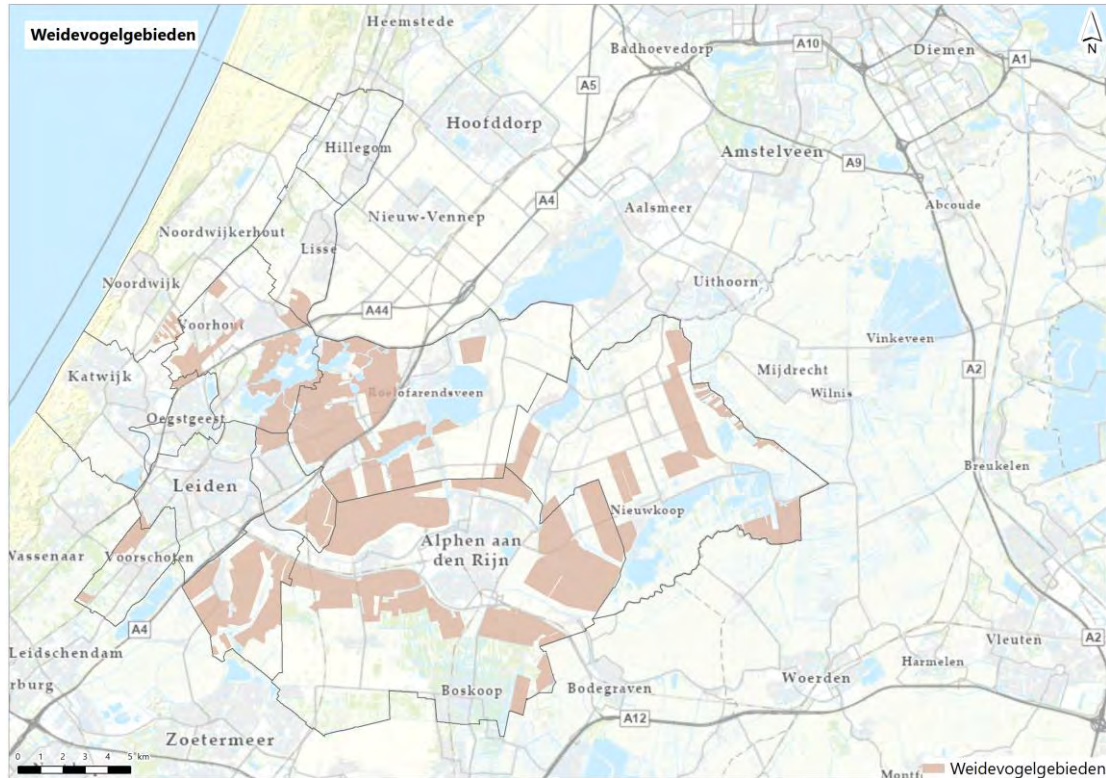 Weidevogelgebieden
Heemstede
Badhoevedorp
A10
Diemen
N
A1
A5
Hoofddorp
Hillegom
Amstelveen
A9
A4
Nieuw-Vennep
Aalsmeer
Abcoude
Noordwijkerhout
Lisse
Noordwijk
Uithoorn
A44
Voorhout
Vinkeveen
Katwijk
Mijdrecht
A2
Roelofarendsveen
Wilnis
Oegstgeest
Breukelen
Leiden
Nieuwkoop
Wassenaar
Voorschoten
Alphen aan
den Rijn
A4
Leidschendam
Vleuten
A2
Harmelen
rburg
Woerden
Boskoop
Bodegraven
A12
Zoetermeer
0 1 2 3 4 5 km
Weidevogelgebieden